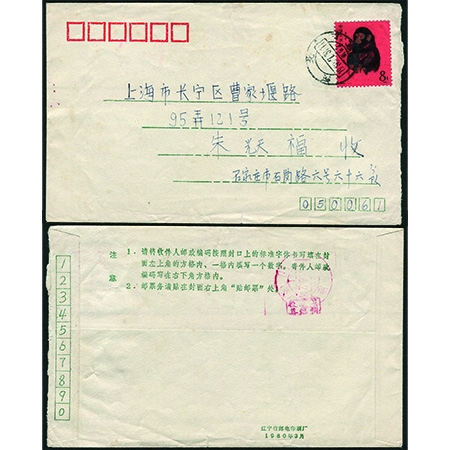 8分
上海市长宁区曹家堰路
95弄121号
朱 福 收
石家庄市石岗路六号六十六
050061
注意
1．请将收件人邮政编码按照封口上的标准字体书写填在封
面左上角的方格内、一格内填写一个数字。寄件人邮政
编码写在右下角方格内。
2．邮票务请贴在封面右上角“贴邮票”处
1
2
3
4
5
6
7
8
9
0
辽宁省邮电印刷厂
1980年3月